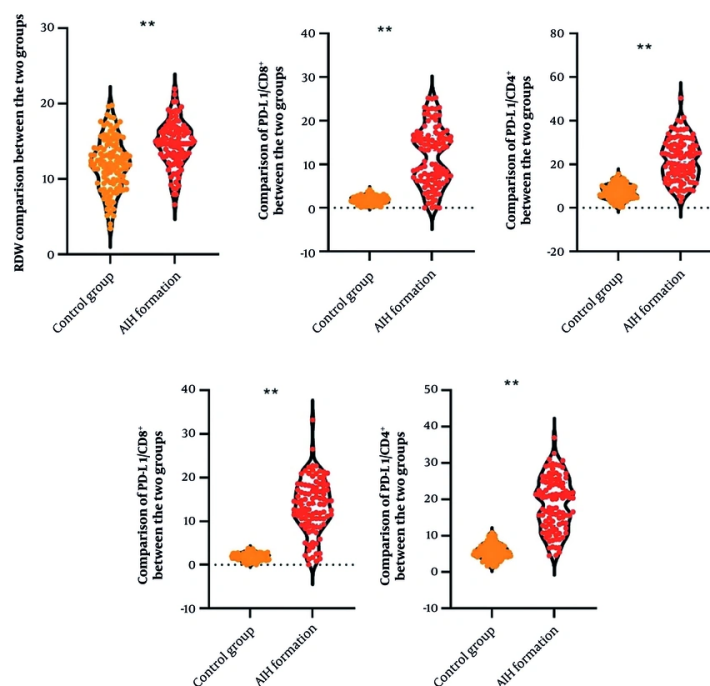 RDW comparison between the two groups
30
20
10
0
**
Control group
AIH formation
Comparison of PD-L 1/CD8⁺
between the two groups
40
30
20
10
0
-10
**
Control group
AIH formation
Comparison of PD-L 1/CD4⁺
between the two groups
80
60
40
20
0
-20
**
Control group
AIH formation
Comparison of PD-L 1/CD8⁺
between the two groups
40
30
20
10
0
-10
**
Control group
AIH formation
Comparison of PD-L 1/CD4⁺
between the two groups
50
40
30
20
10
0
-10
**
Control group
AIH formation